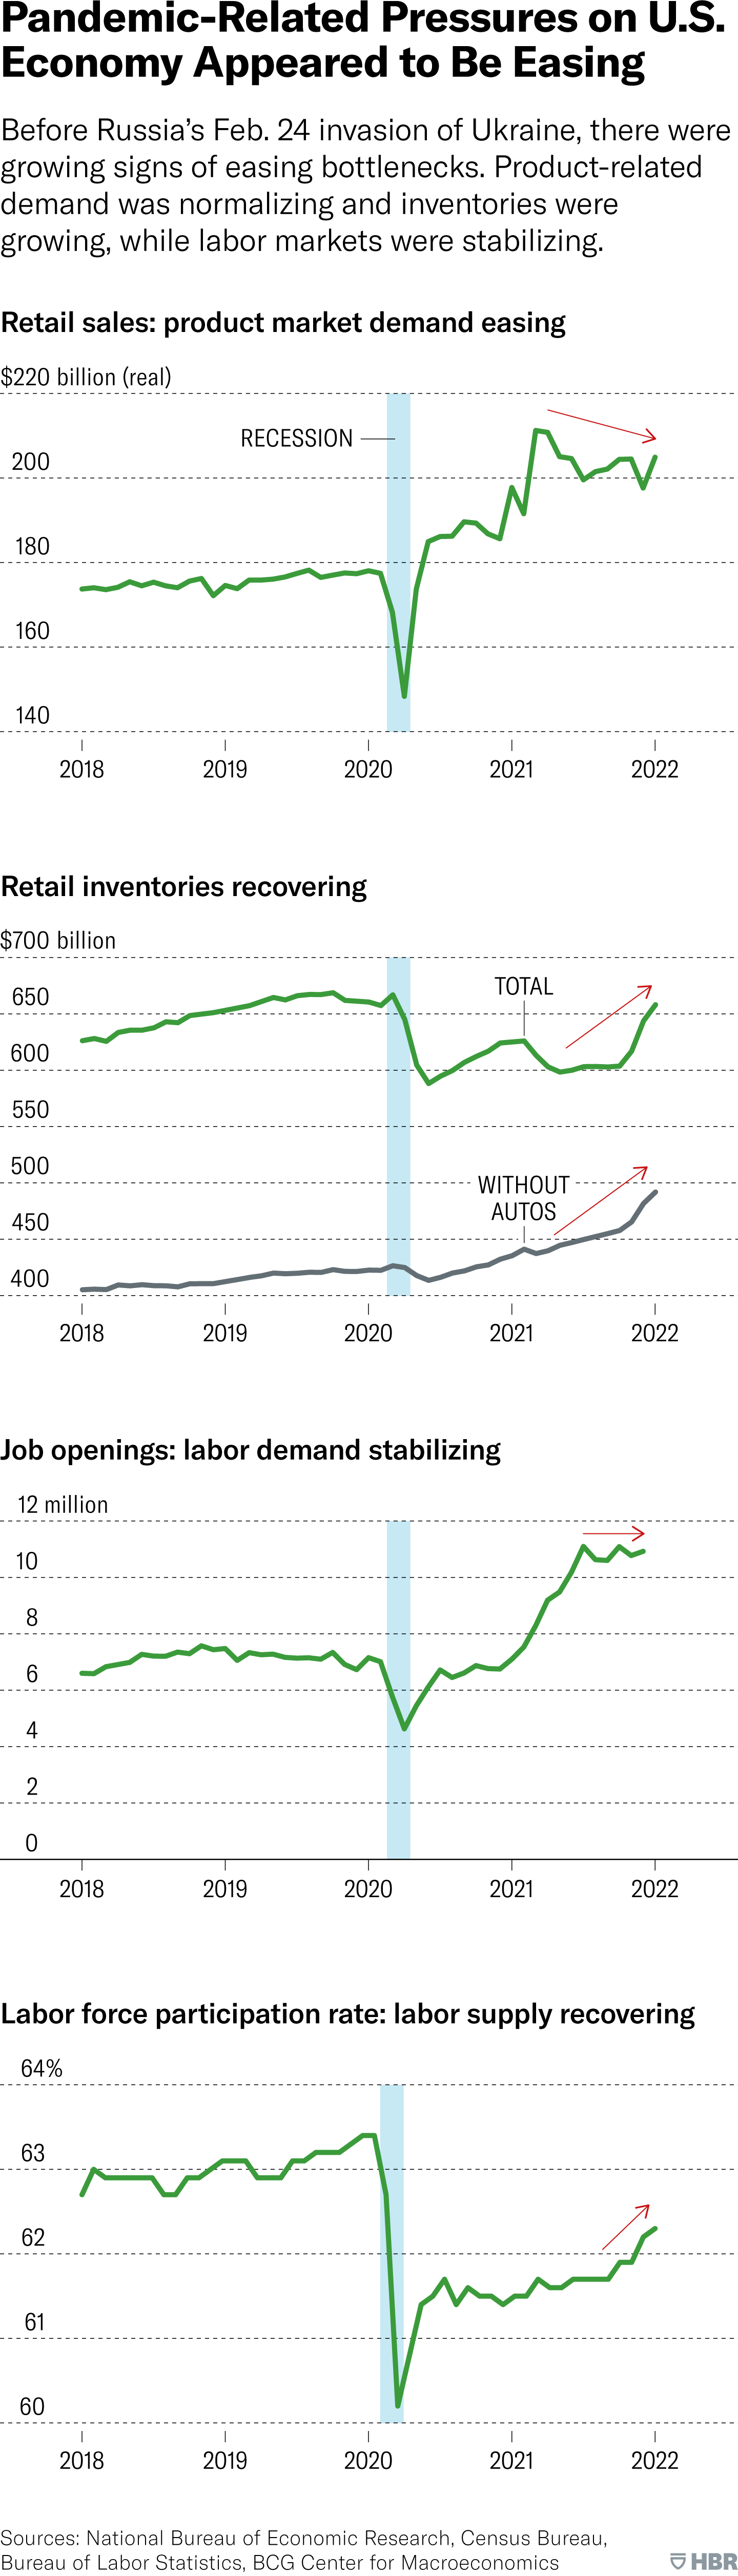 Pandemic-Related Pressures on U.S.
Economy Appeared to Be Easing
Before Russia’s Feb. 24 invasion of Ukraine, there were
growing signs of easing bottlenecks. Product-related
demand was normalizing and inventories were
growing, while labor markets were stabilizing.
Retail sales: product market demand easing
$220 billion (real)
RECESSION
200
180
160
140
2018 2019 2020 2021 2022
Retail inventories recovering
$700 billion
TOTAL
650
600
550
500
WITHOUT
AUTOS
450
400
2018 2019 2020 2021 2022
Job openings: labor demand stabilizing
12 million
10
8
6
4
2
0
2018 2019 2020 2021 2022
Labor force participation rate: labor supply recovering
64%
63
62
61
60
2018 2019 2020 2021 2022
Sources: National Bureau of Economic Research, Census Bureau,
Bureau of Labor Statistics, BCG Center for Macroeconomics
HBR